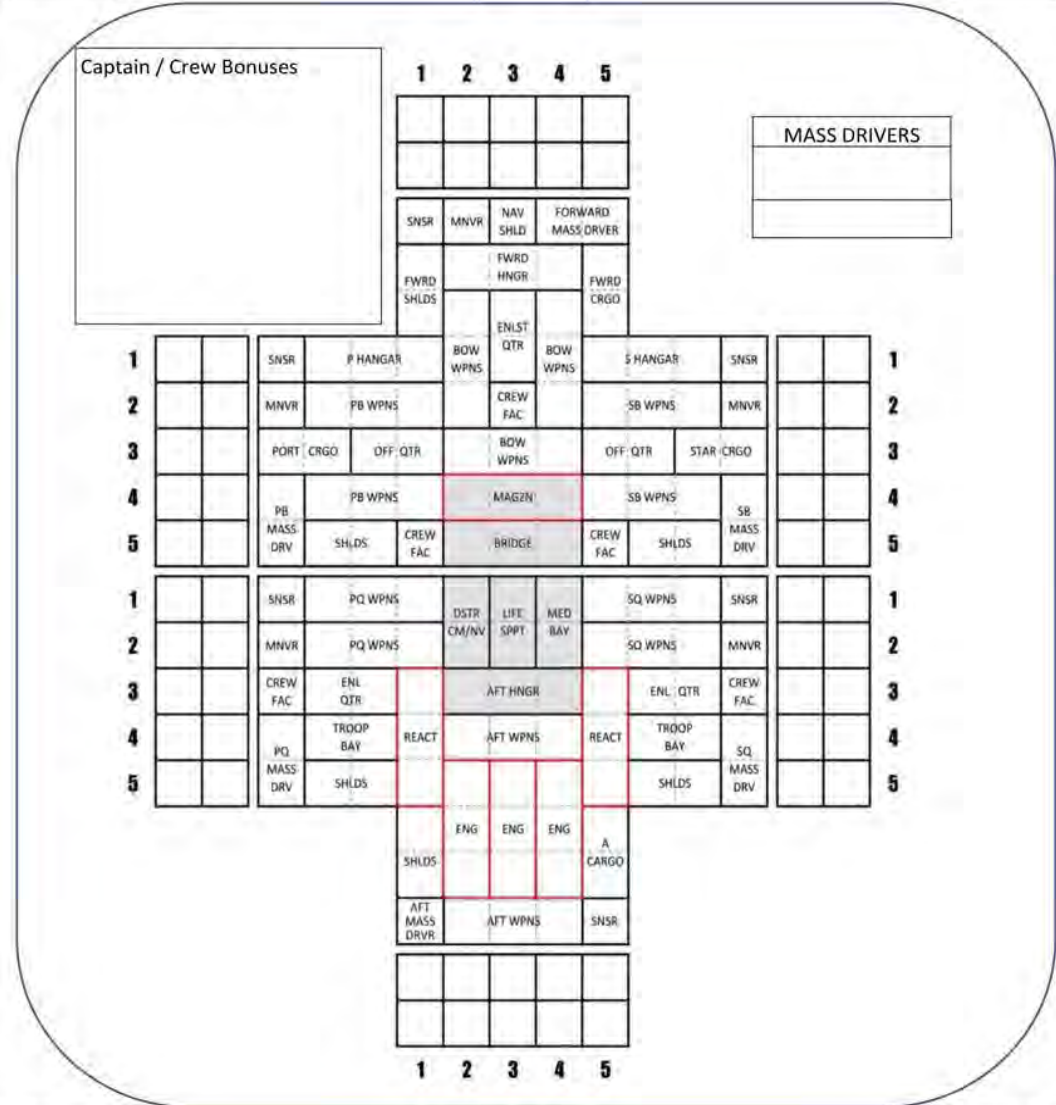 Captain / Crew Bonuses
1 2 3 4 5
MASS DRIVERS
SNSR MNVR NAV SHLD FORWARD MASS DRVER
FWRD SHLDS FWRD HNGR FWRD CRGO
ENLST QTR
1 SNSR P HANGAR BOW WPNS BOW WPNS S HANGAR SNSR 1
2 MNVR PB WPNS CREW FAC SB WPNS MNVR 2
3 PORT CRGO OFF QTR BOW WPNS OFF QTR STAR CRGO 3
4 PB MASS DRV PB WPNS MAGZN SB WPNS SB MASS DRV 4
5 SHLDS CREW FAC BRIDGE CREW FAC SHLDS 5
1 SNSR PQ WPNS DSTR CM/NV LIFE SPPT MED BAY SQ WPNS SNSR 1
2 MNVR PQ WPNS SQ WPNS MNVR 2
3 CREW FAC ENL QTR AFT HNGR ENL QTR CREW FAC 3
4 PQ MASS DRV TROOP BAY REACT AFT WPNS REACT TROOP BAY SQ MASS DRV 4
5 SHLDS SHLDS 5
SHLDS ENG ENG ENG A CARGO
AFT MASS DRVR AFT WPNS SNSR
1 2 3 4 5